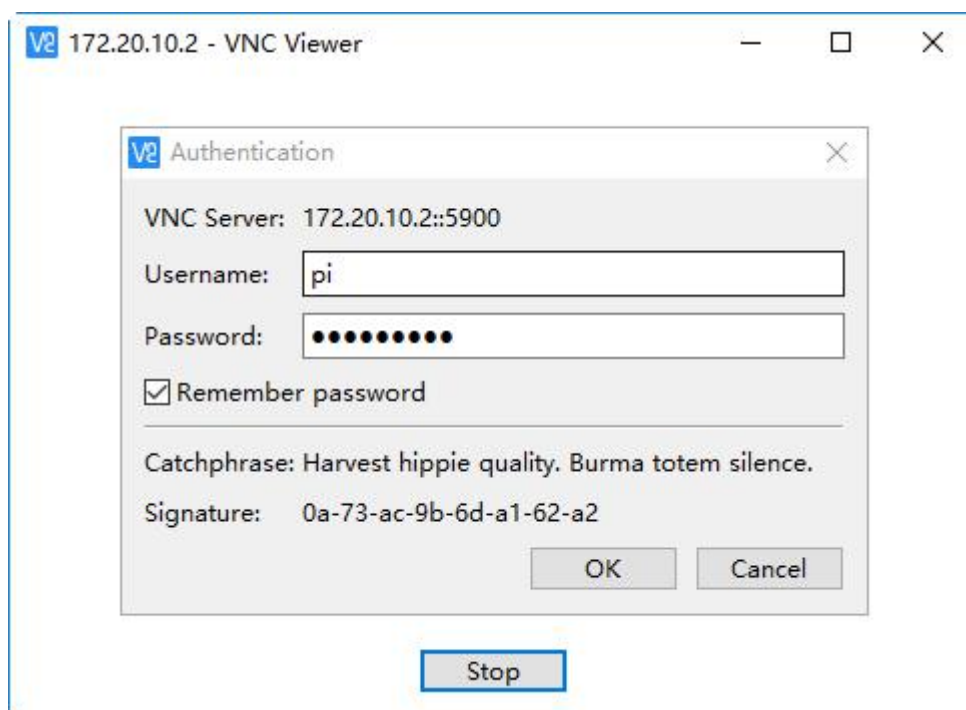 172.20.10.2 - VNC Viewer
Authentication
VNC Server: 172.20.10.2::5900
Username: pi
Password: ●●●●●●●●●
Remember password
Catchphrase: Harvest hippie quality. Burma totem silence.
Signature: 0a-73-ac-9b-6d-a1-62-a2
OK Cancel
Stop